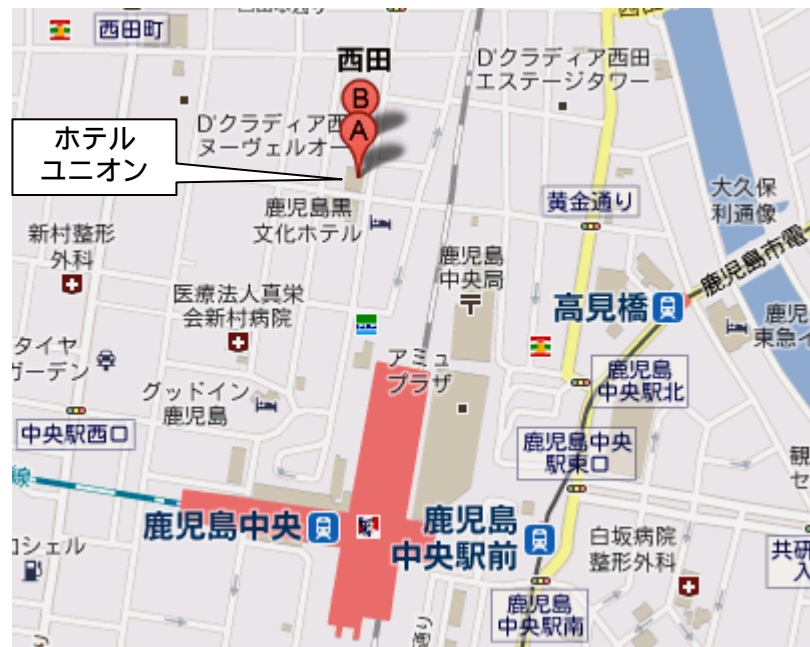 西田町
西田
B
A
D'クラディア西田
エステージタワー
D'クラディア西
ヌーヴェルオー
ホテル
ユニオン
鹿児島黒
文化ホテル
黄金通り
大久保
利通像
新村整形
外科
鹿児島
中央局
鹿児島市電
医療法人真栄
会新村病院
高見橋
鹿児
東急イ
タイヤ
ガーデン
アミュ
プラザ
グッドイン
鹿児島
鹿児島
中央駅北
中央駅西口
鹿児島中央
駅東口
観
セ
線
鹿児島中央
鹿児島
中央駅前
白坂病院
整形外科
コシェル
共研
入
鹿児島
中央駅南
通り